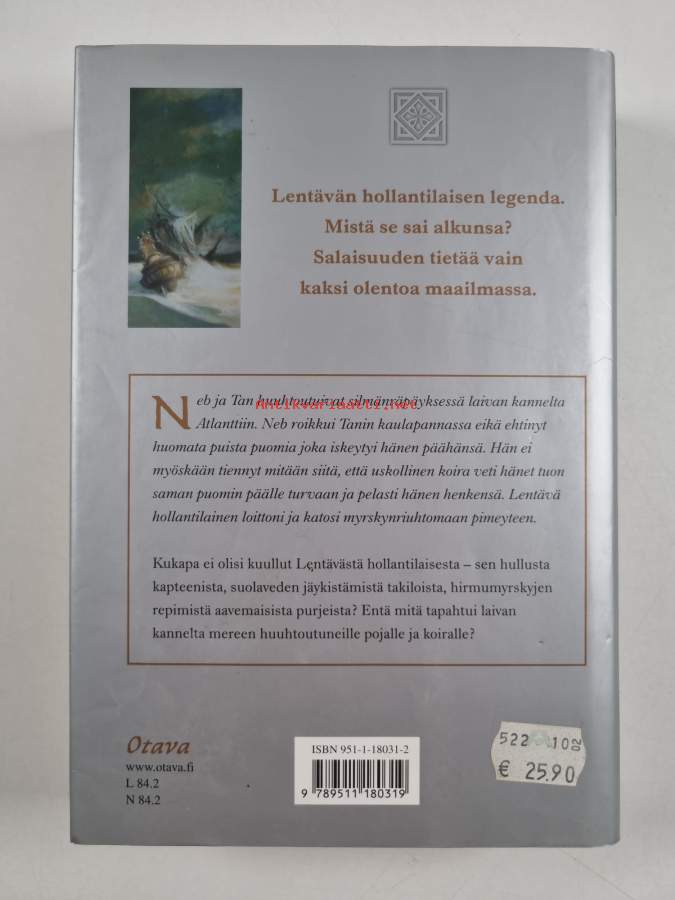 Lentävän hollantilaisen legenda.
Mistä se sai alkunsa?
Salaisuuden tietää vain
kaksi olentoa maailmassa.
Neb ja Tan huuhtoutuivat silmänräpäyksessä laivan kannelta
Antikvariaatti.net
Atlanttiin. Neb roikkui Tanin kaulapannassa eikä ehtinyt
huomata puista puomia joka iskeytyi hänen päähänsä. Hän ei
myöskään tiennyt mitään siitä, että uskollinen koira veti hänet tuon
saman puomin päälle turvaan ja pelasti hänen henkensä. Lentävä
hollantilainen loittoni ja katosi myrskynriuhtomaan pimeyteen.
Kukapa ei olisi kuullut Lentävästä hollantilaisesta – sen hullusta
kapteenista, suolaveden jäykistämistä takiloista, hirmumyrskyjen
repimistä aavemaisista purjeista? Entä mitä tapahtui laivan
kannelta mereen huuhtoutuneille pojalle ja koiralle?
Otava
www.otava.fi
L 84.2
N 84.2
ISBN 951-1-18031-2
9 789511 180319
522 10 02
€ 25.90